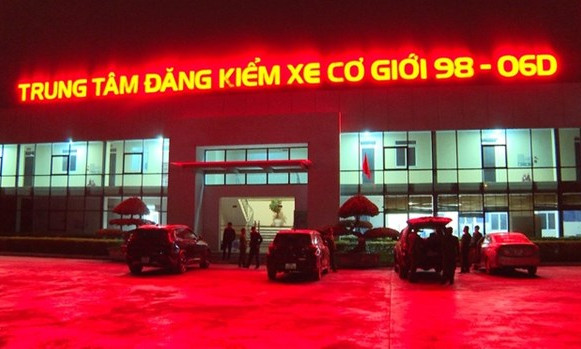 TRUNG TÂM ĐĂNG KIỂM XE CƠ GIỚI 98 - 06D